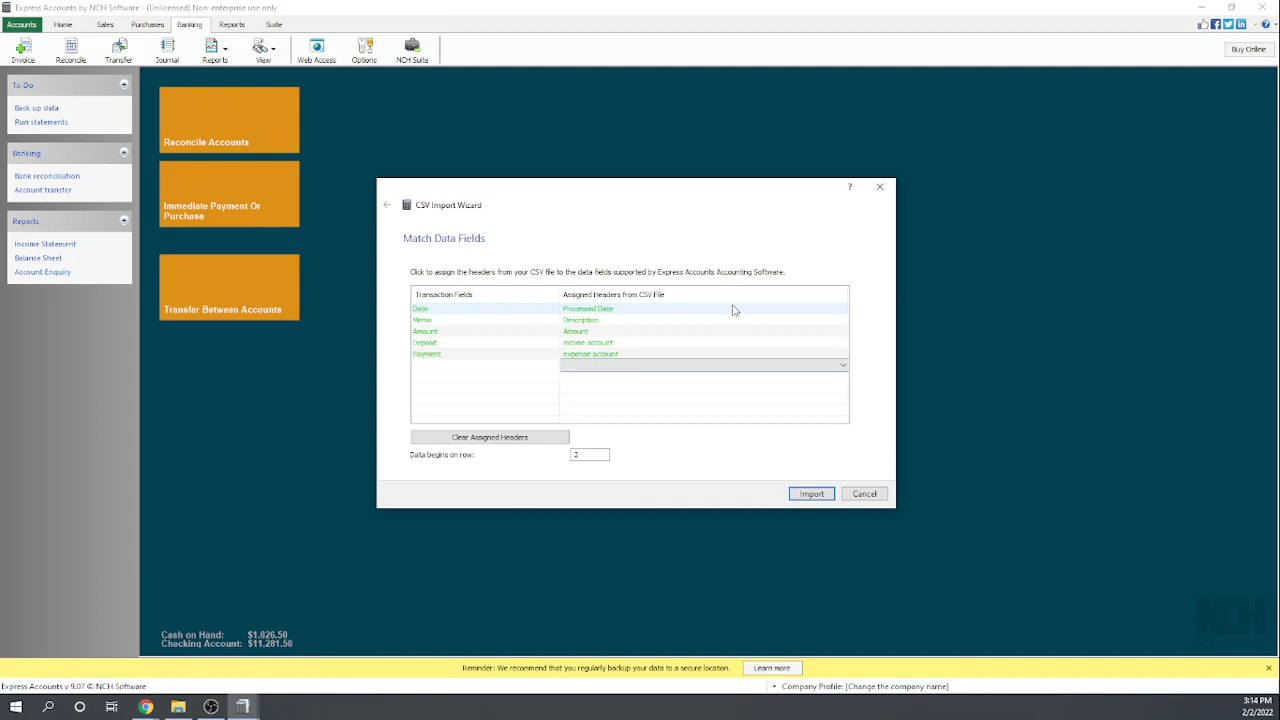 Express Accounts by NCH Software - (Unlicensed) Non-enterprise use only
Accounts Home Sales Purchases Banking Reports Suite
Invoice Reconcile Transfer Journal Reports View Web Access Options NCH Suite
Buy Online
To-Do
Back up data
Run statements
Banking
Bank reconciliation
Account transfer
Reports
Income Statement
Balance Sheet
Account Enquiry
Reconcile Accounts
Immediate Payment Or
Purchase
Transfer Between Accounts
CSV Import Wizard
Match Data Fields
Click to assign the headers from your CSV file to the data fields supported by Express Accounts Accounting Software.
Transaction Fields Assigned Headers from CSV File
Date Processed Date
Memo Description
Amount Amount
Deposit income account
Payment expense account
Clear Assigned Headers
Data begins on row: 2
Import Cancel
Cash on Hand: $1,026.50
Checking Account: $11,281.50
NCH
Reminder: We recommend that you regularly backup your data to a secure location. Learn more
Express Accounts v 9.07 © NCH Software
Company Profile: [Change the company name]
3:14 PM
2/2/2022